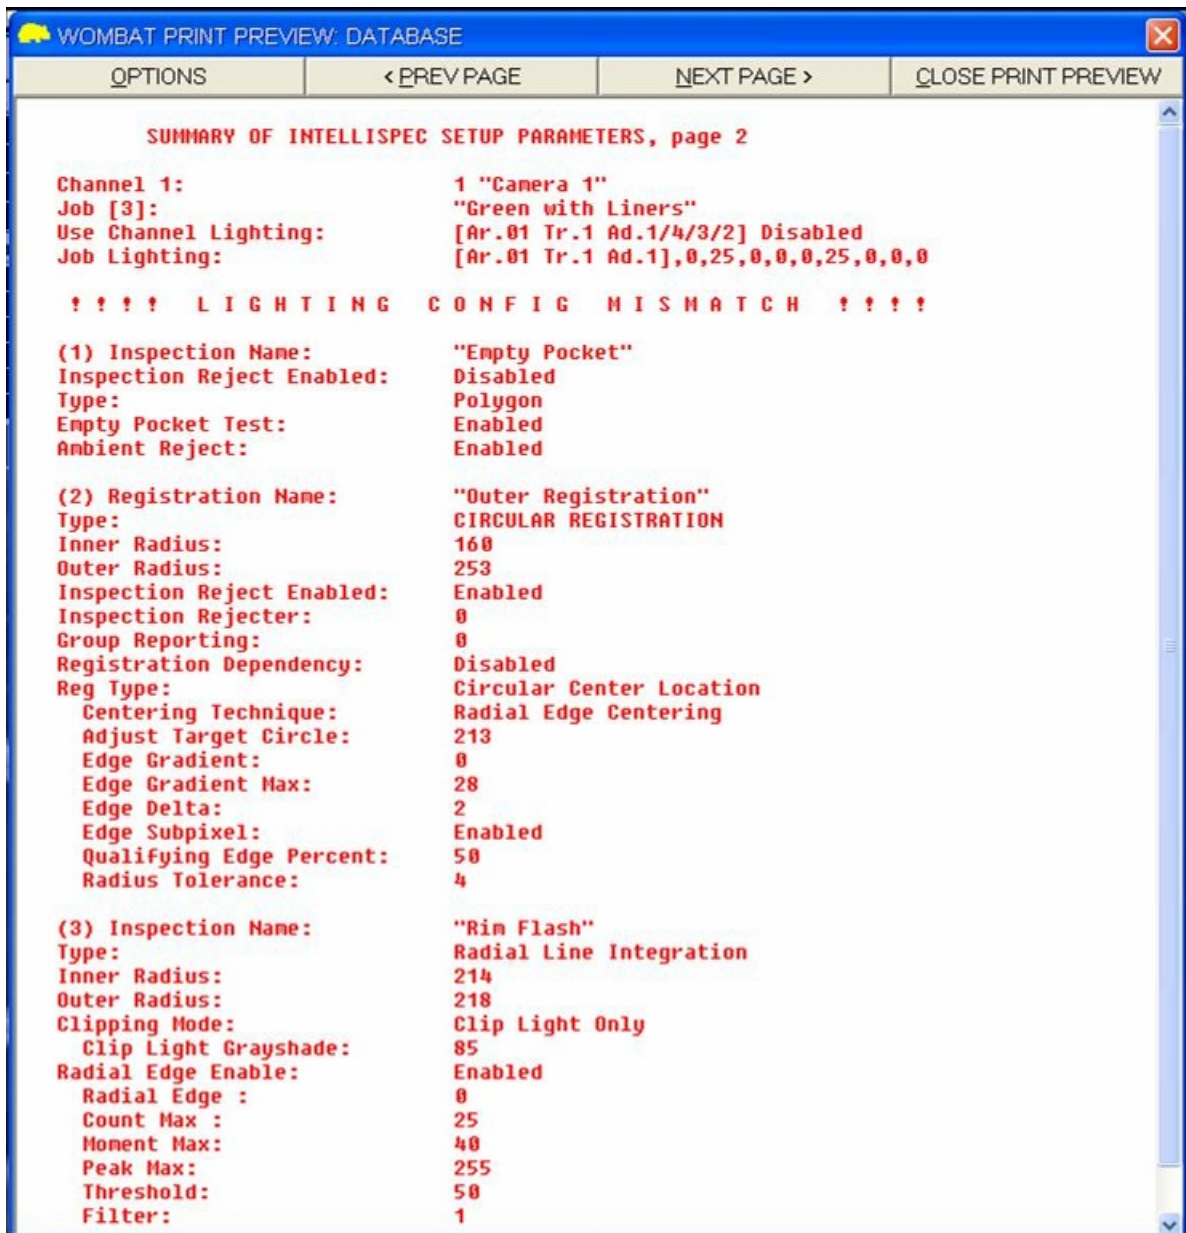 WOMBAT PRINT PREVIEW: DATABASE
OPTIONS < PREV PAGE NEXT PAGE > CLOSE PRINT PREVIEW
SUMMARY OF INTELLISPEC SETUP PARAMETERS, page 2
Channel 1: 1 "Camera 1"
Job [3]: "Green with Liners"
Use Channel Lighting: [Ar.01 Tr.1 Ad.1/4/3/2] Disabled
Job Lighting: [Ar.01 Tr.1 Ad.1],0,25,0,0,0,25,0,0,0
! ! ! ! L I G H T I N G C O N F I G M I S M A T C H ! ! ! !
(1) Inspection Name: "Empty Pocket"
Inspection Reject Enabled: Disabled
Type: Polygon
Empty Pocket Test: Enabled
Ambient Reject: Enabled
(2) Registration Name: "Outer Registration"
Type: CIRCULAR REGISTRATION
Inner Radius: 160
Outer Radius: 253
Inspection Reject Enabled: Enabled
Inspection Rejecter: 0
Group Reporting: 0
Registration Dependency: Disabled
Reg Type: Circular Center Location
Centering Technique: Radial Edge Centering
Adjust Target Circle: 213
Edge Gradient: 0
Edge Gradient Max: 28
Edge Delta: 2
Edge Subpixel: Enabled
Qualifying Edge Percent: 50
Radius Tolerance: 4
(3) Inspection Name: "Rim Flash"
Type: Radial Line Integration
Inner Radius: 214
Outer Radius: 218
Clipping Mode: Clip Light Only
Clip Light Grayshade: 85
Radial Edge Enable: Enabled
Radial Edge : 0
Count Max : 25
Moment Max: 40
Peak Max: 255
Threshold: 50
Filter: 1